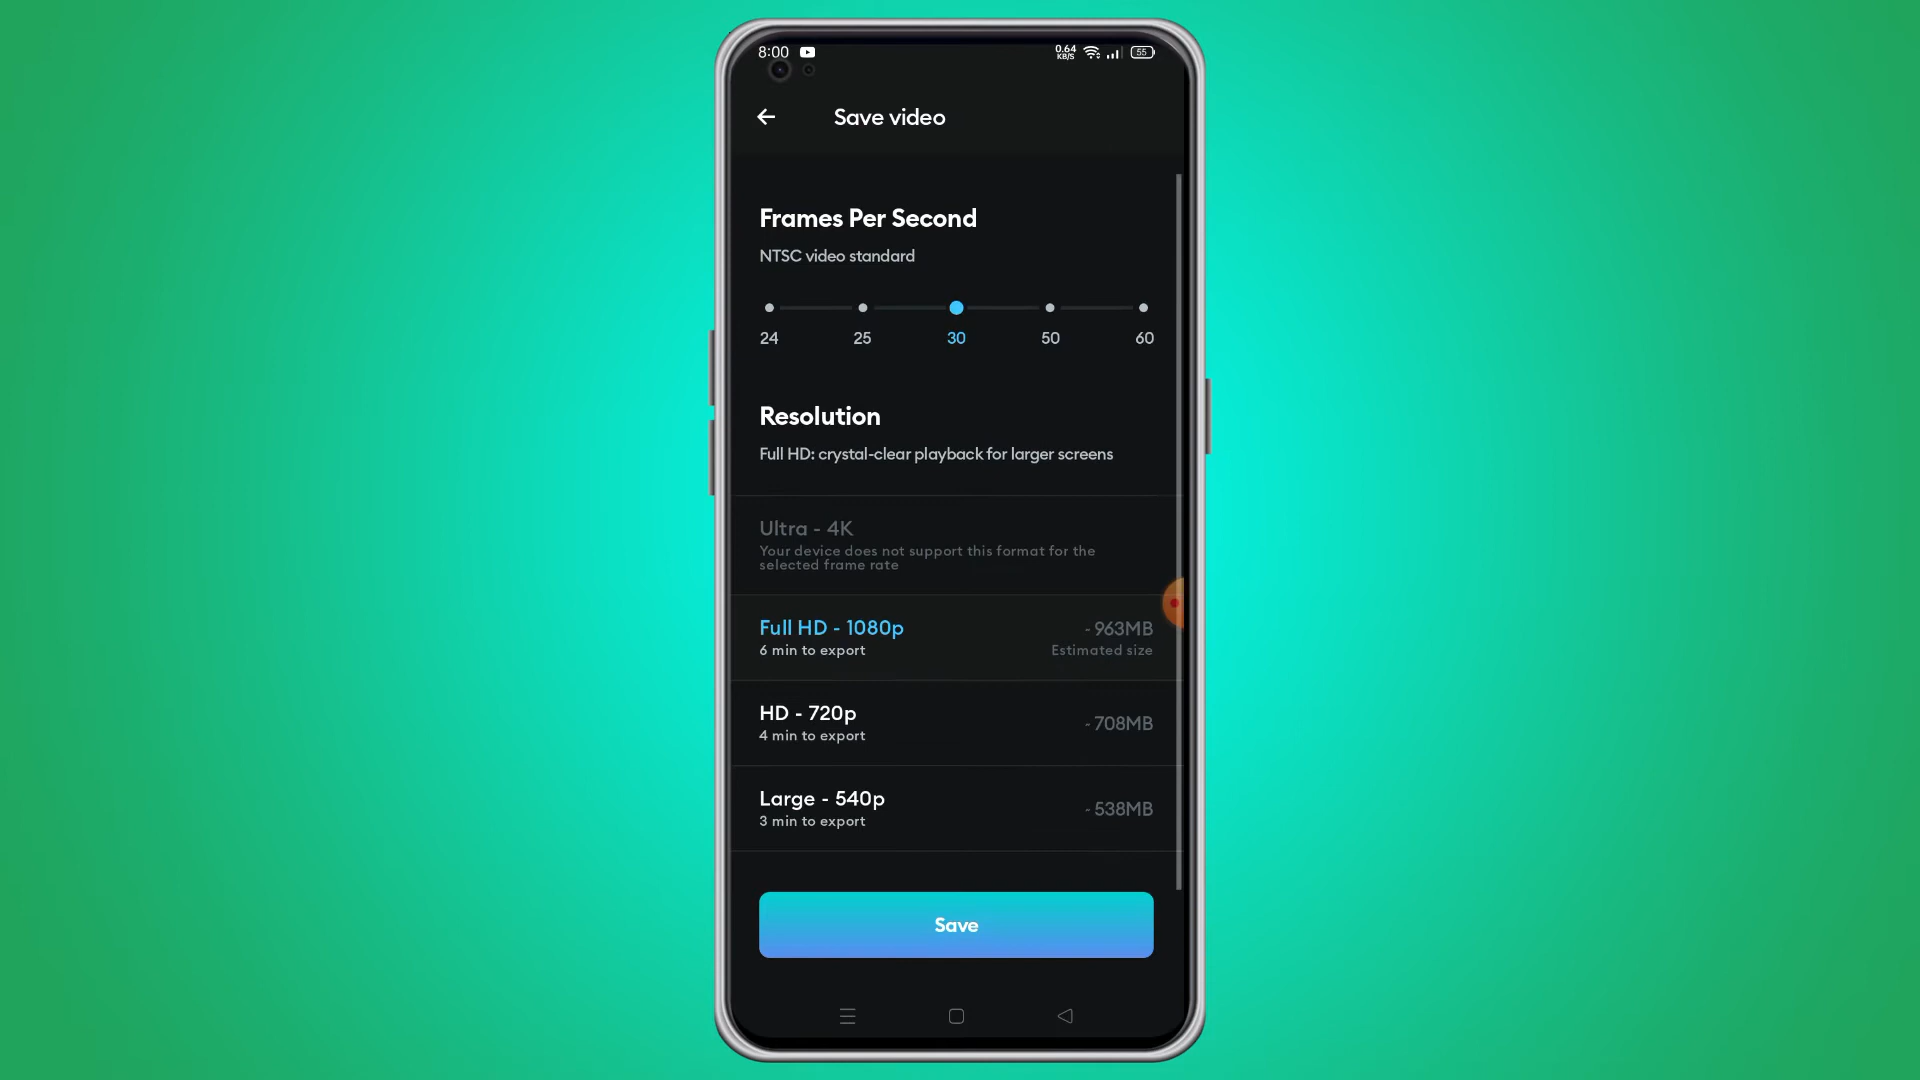 8:00
0.64
KB/S
55
Save video
Frames Per Second
NTSC video standard
24 25 30 50 60
Resolution
Full HD: crystal-clear playback for larger screens
Ultra - 4K
Your device does not support this format for the
selected frame rate
Full HD - 1080p - 963MB
6 min to export Estimated size
HD - 720p - 708MB
4 min to export
Large - 540p - 538MB
3 min to export
Save